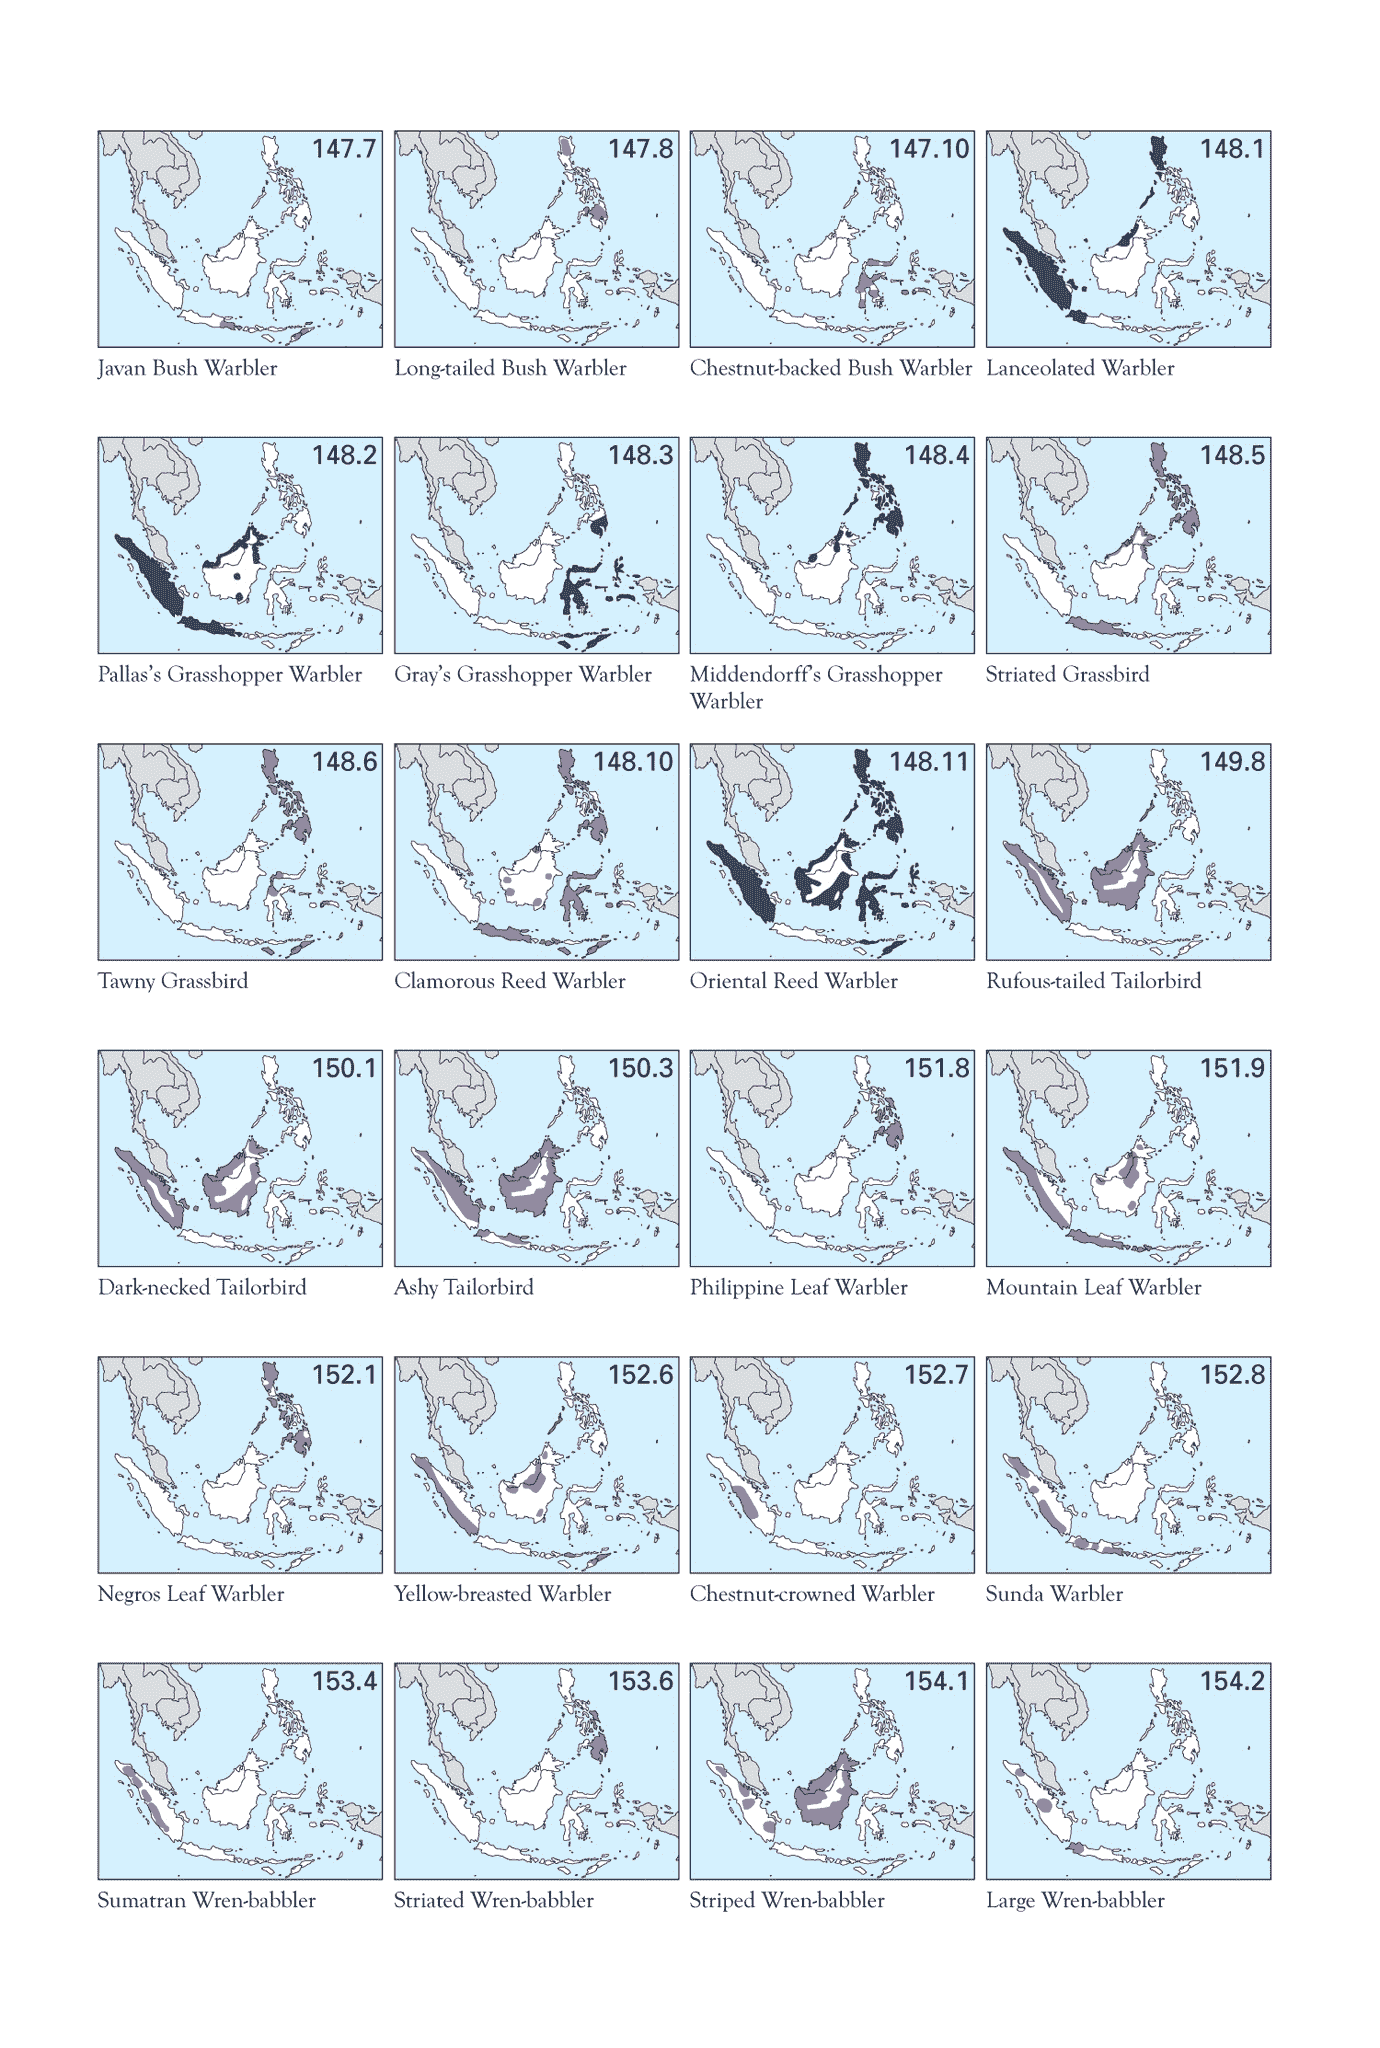 147.7
147.8
147.10
148.1
Javan Bush Warbler
Long-tailed Bush Warbler
Chestnut-backed Bush Warbler
Lanceolated Warbler
148.2
148.3
148.4
148.5
Pallas's Grasshopper Warbler
Gray's Grasshopper Warbler
Middendorff's Grasshopper
Warbler
Striated Grassbird
148.6
148.10
148.11
149.8
Tawny Grassbird
Clamorous Reed Warbler
Oriental Reed Warbler
Rufous-tailed Tailorbird
150.1
150.3
151.8
151.9
Dark-necked Tailorbird
Ashy Tailorbird
Philippine Leaf Warbler
Mountain Leaf Warbler
152.1
152.6
152.7
152.8
Negros Leaf Warbler
Yellow-breasted Warbler
Chestnut-crowned Warbler
Sunda Warbler
153.4
153.6
154.1
154.2
Sumatran Wren-babbler
Striated Wren-babbler
Striped Wren-babbler
Large Wren-babbler